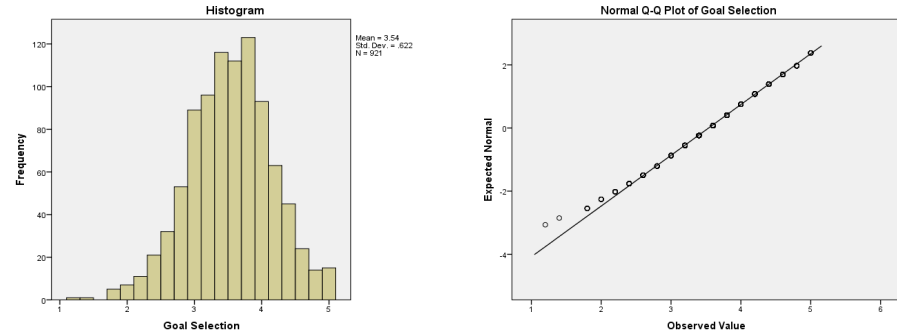 Histogram
Mean = 3.54
Std. Dev. = .622
N = 921
Frequency
120
100
80
60
40
20
0
1 2 3 4 5
Goal Selection
Normal Q-Q Plot of Goal Selection
Expected Normal
2
0
-2
-4
1 2 3 4 5 6
Observed Value